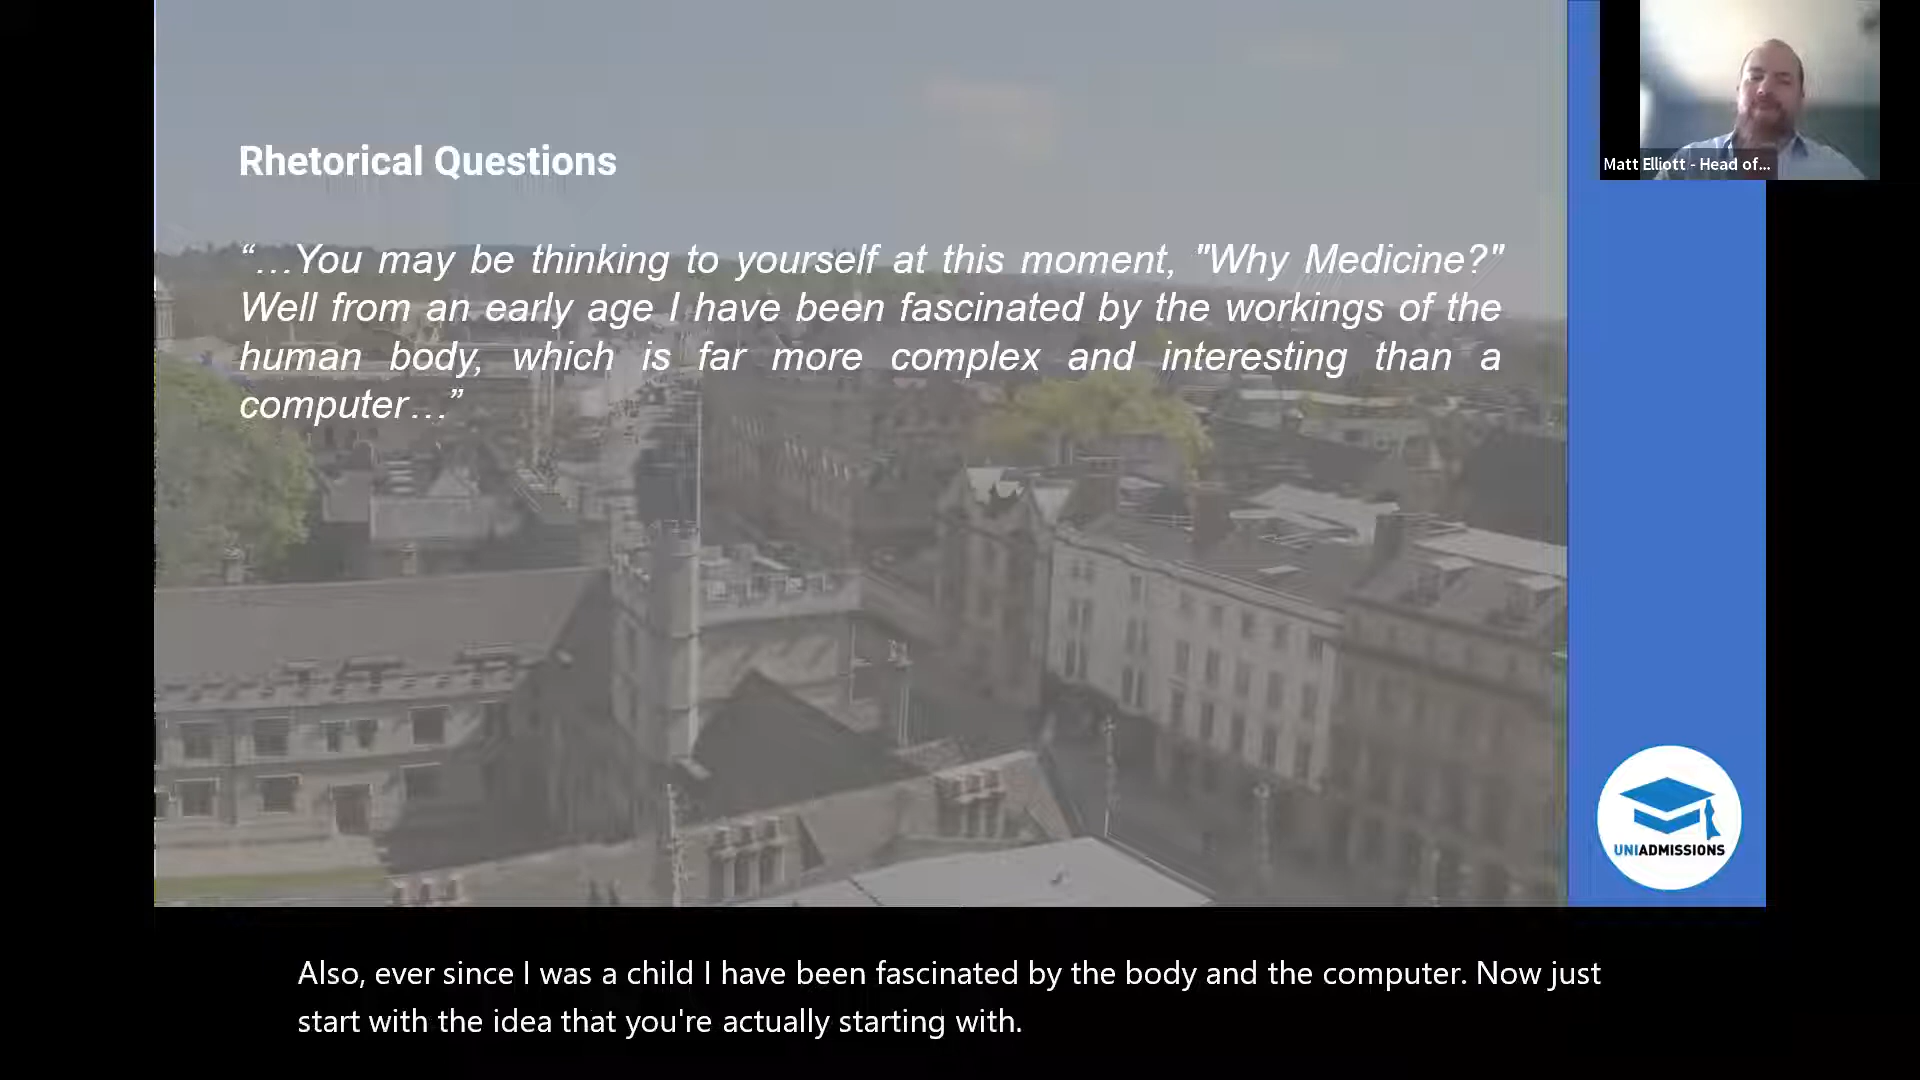 Matt Elliott - Head of...
Rhetorical Questions
“…You may be thinking to yourself at this moment, "Why Medicine?"
Well from an early age I have been fascinated by the workings of the
human body, which is far more complex and interesting than a
computer…”
UNIADMISSIONS
Also, ever since I was a child I have been fascinated by the body and the computer. Now just
start with the idea that you're actually starting with.